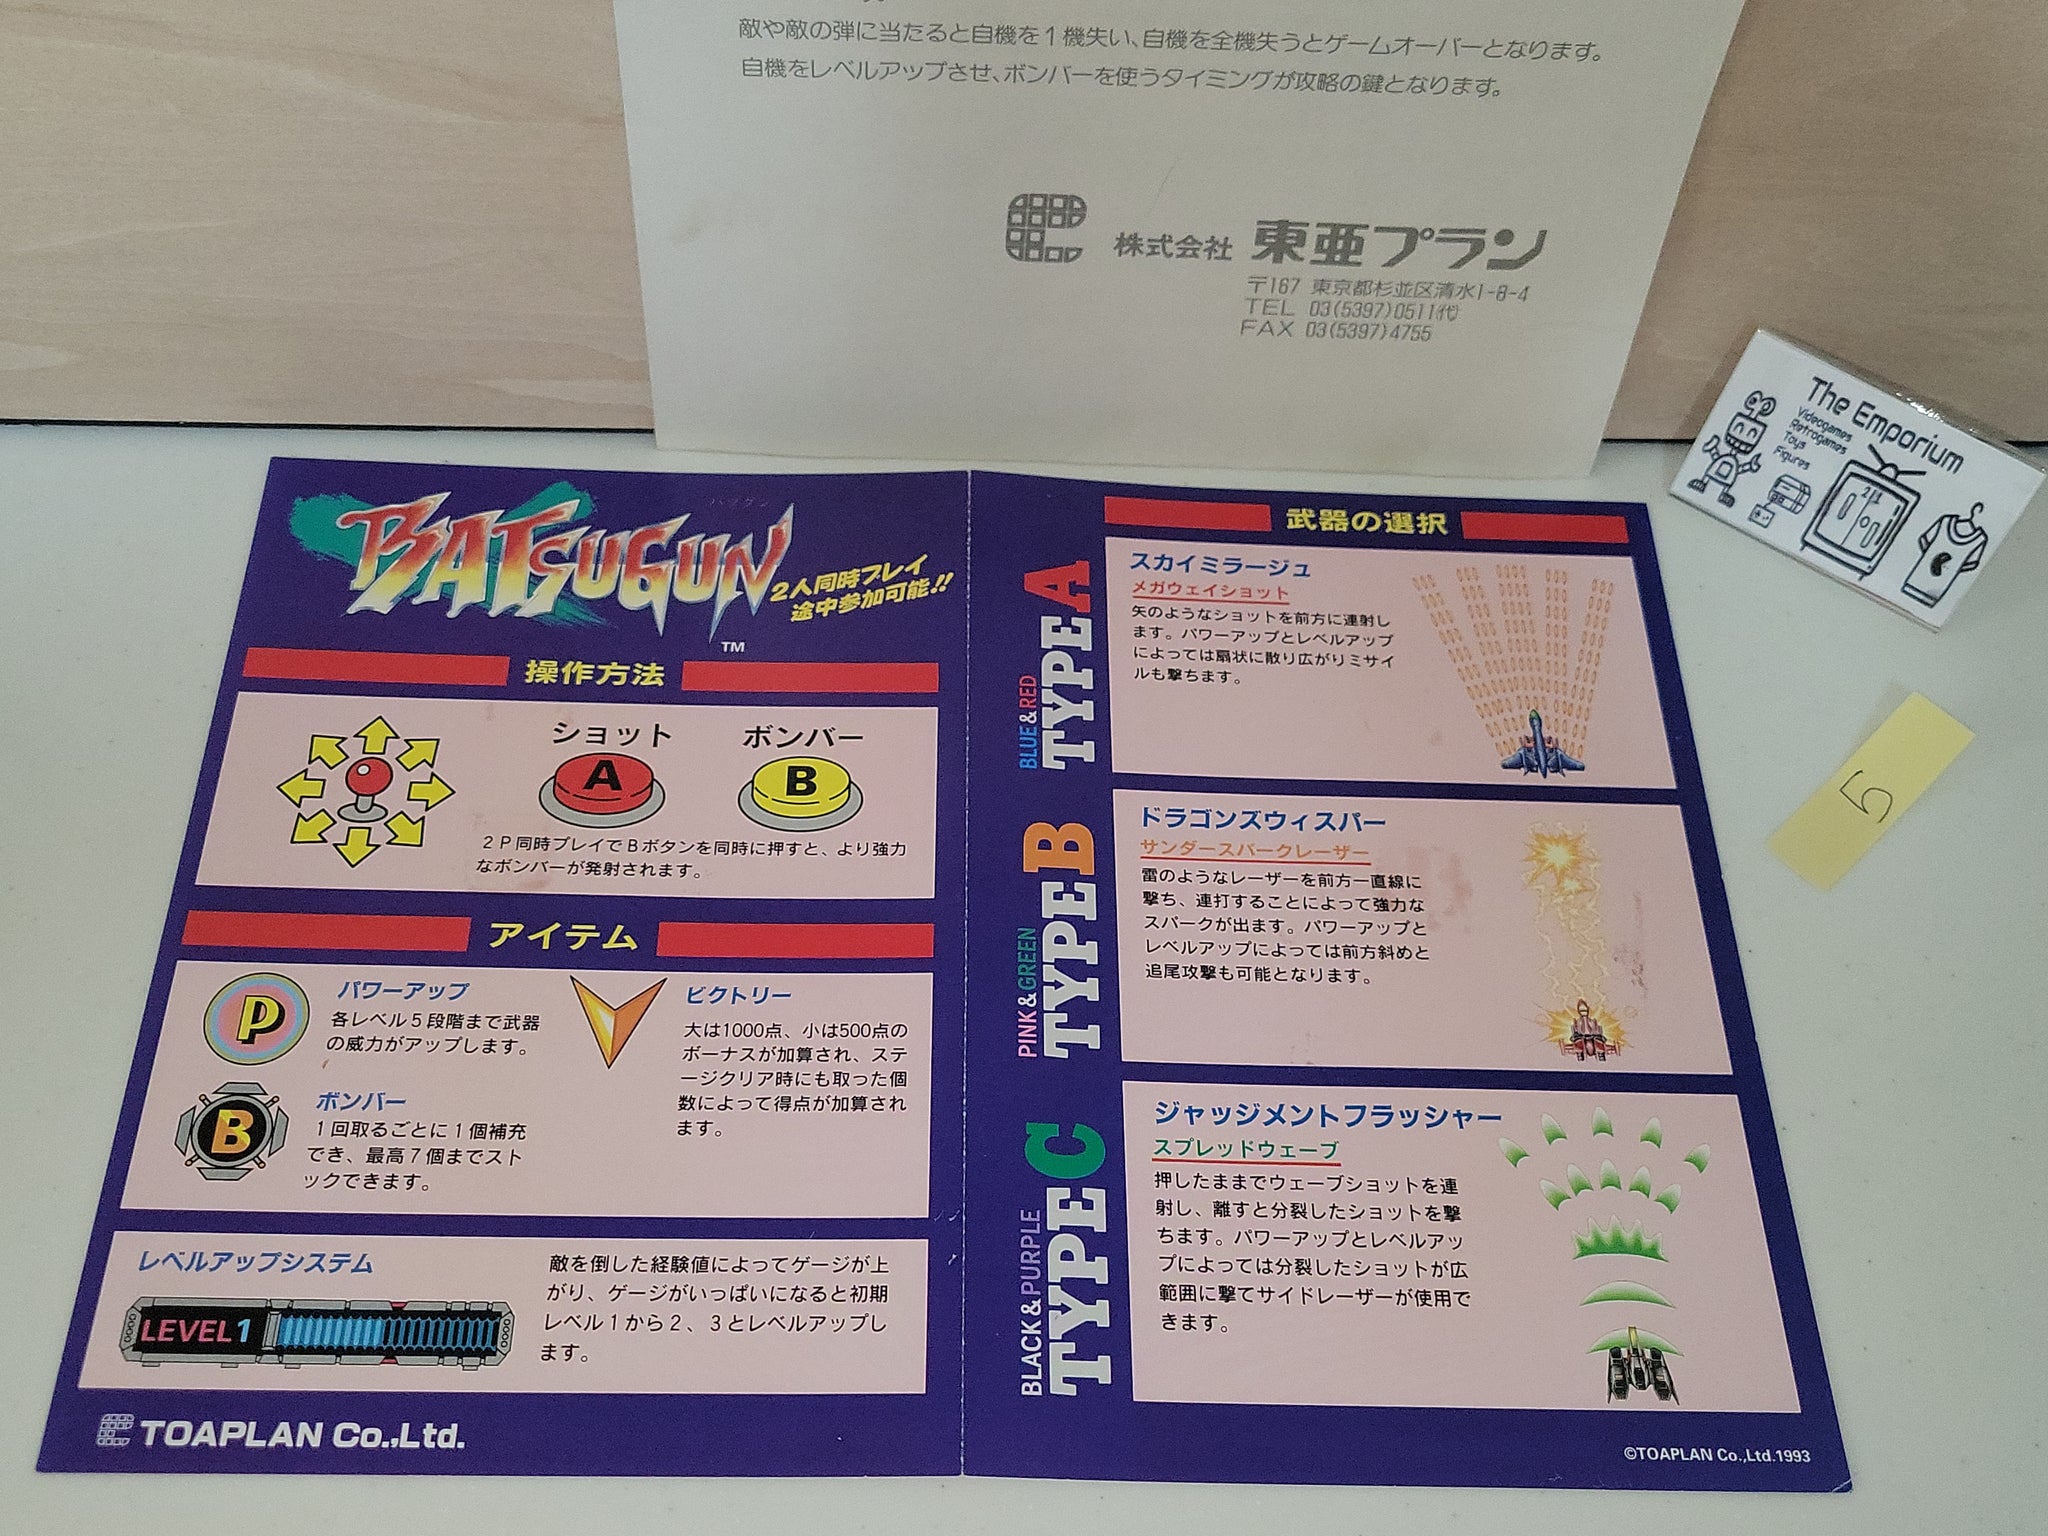 敵や敵の弾に当たると自機を1機失い、自機を全機失うとゲームオーバーとなります。
自機をレベルアップさせ、ボンバーを使うタイミングが攻略の鍵となります。
株式会社 東亜プラン
〒167 東京都杉並区清水1-8-4
TEL 03(5397)0511(代)
FAX 03(5397)4755
The Emporium
Videogames
Retrogames
Toys
Figures
5
バツグン
BATSUGUN
TM
2人同時プレイ
途中参加可能!!
操作方法
ショット
ボンバー
A
B
2P同時プレイでBボタンを同時に押すと、より強力
なボンバーが発射されます。
アイテム
P
パワーアップ
各レベル5段階まで武器
の威力がアップします。
B
ボンバー
1回取るごとに1個補充
でき、最高7個までスト
ックできます。
ビクトリー
大は1000点、小は500点の
ボーナスが加算され、ステ
ージクリア時にも取った個
数によって得点が加算され
ます。
レベルアップシステム
LEVEL1
敵を倒した経験値によってゲージが上
がり、ゲージがいっぱいになると初期
レベル1から2、3とレベルアップし
ます。
TOAPLAN Co.,Ltd.
武器の選択
BLUE&RED
TYPE A
スカイミラージュ
メガウェイショット
矢のようなショットを前方に連射し
ます。パワーアップとレベルアップ
によっては扇状に散り広がりミサイ
ルも撃ちます。
PINK&GREEN
TYPE B
ドラゴンズウィスパー
サンダースパークレーザー
雷のようなレーザーを前方一直線に
撃ち、連打することによって強力な
スパークが出ます。パワーアップと
レベルアップによっては前方斜めと
追尾攻撃も可能となります。
BLACK&PURPLE
TYPE C
ジャッジメントフラッシャー
スプレッドウェーブ
押したままでウェーブショットを連
射し、離すと分裂したショットを撃
ちます。パワーアップとレベルアッ
プによっては分裂したショットが広
範囲に撃てサイドレーザーが使用で
きます。
©TOAPLAN Co.,Ltd.1993